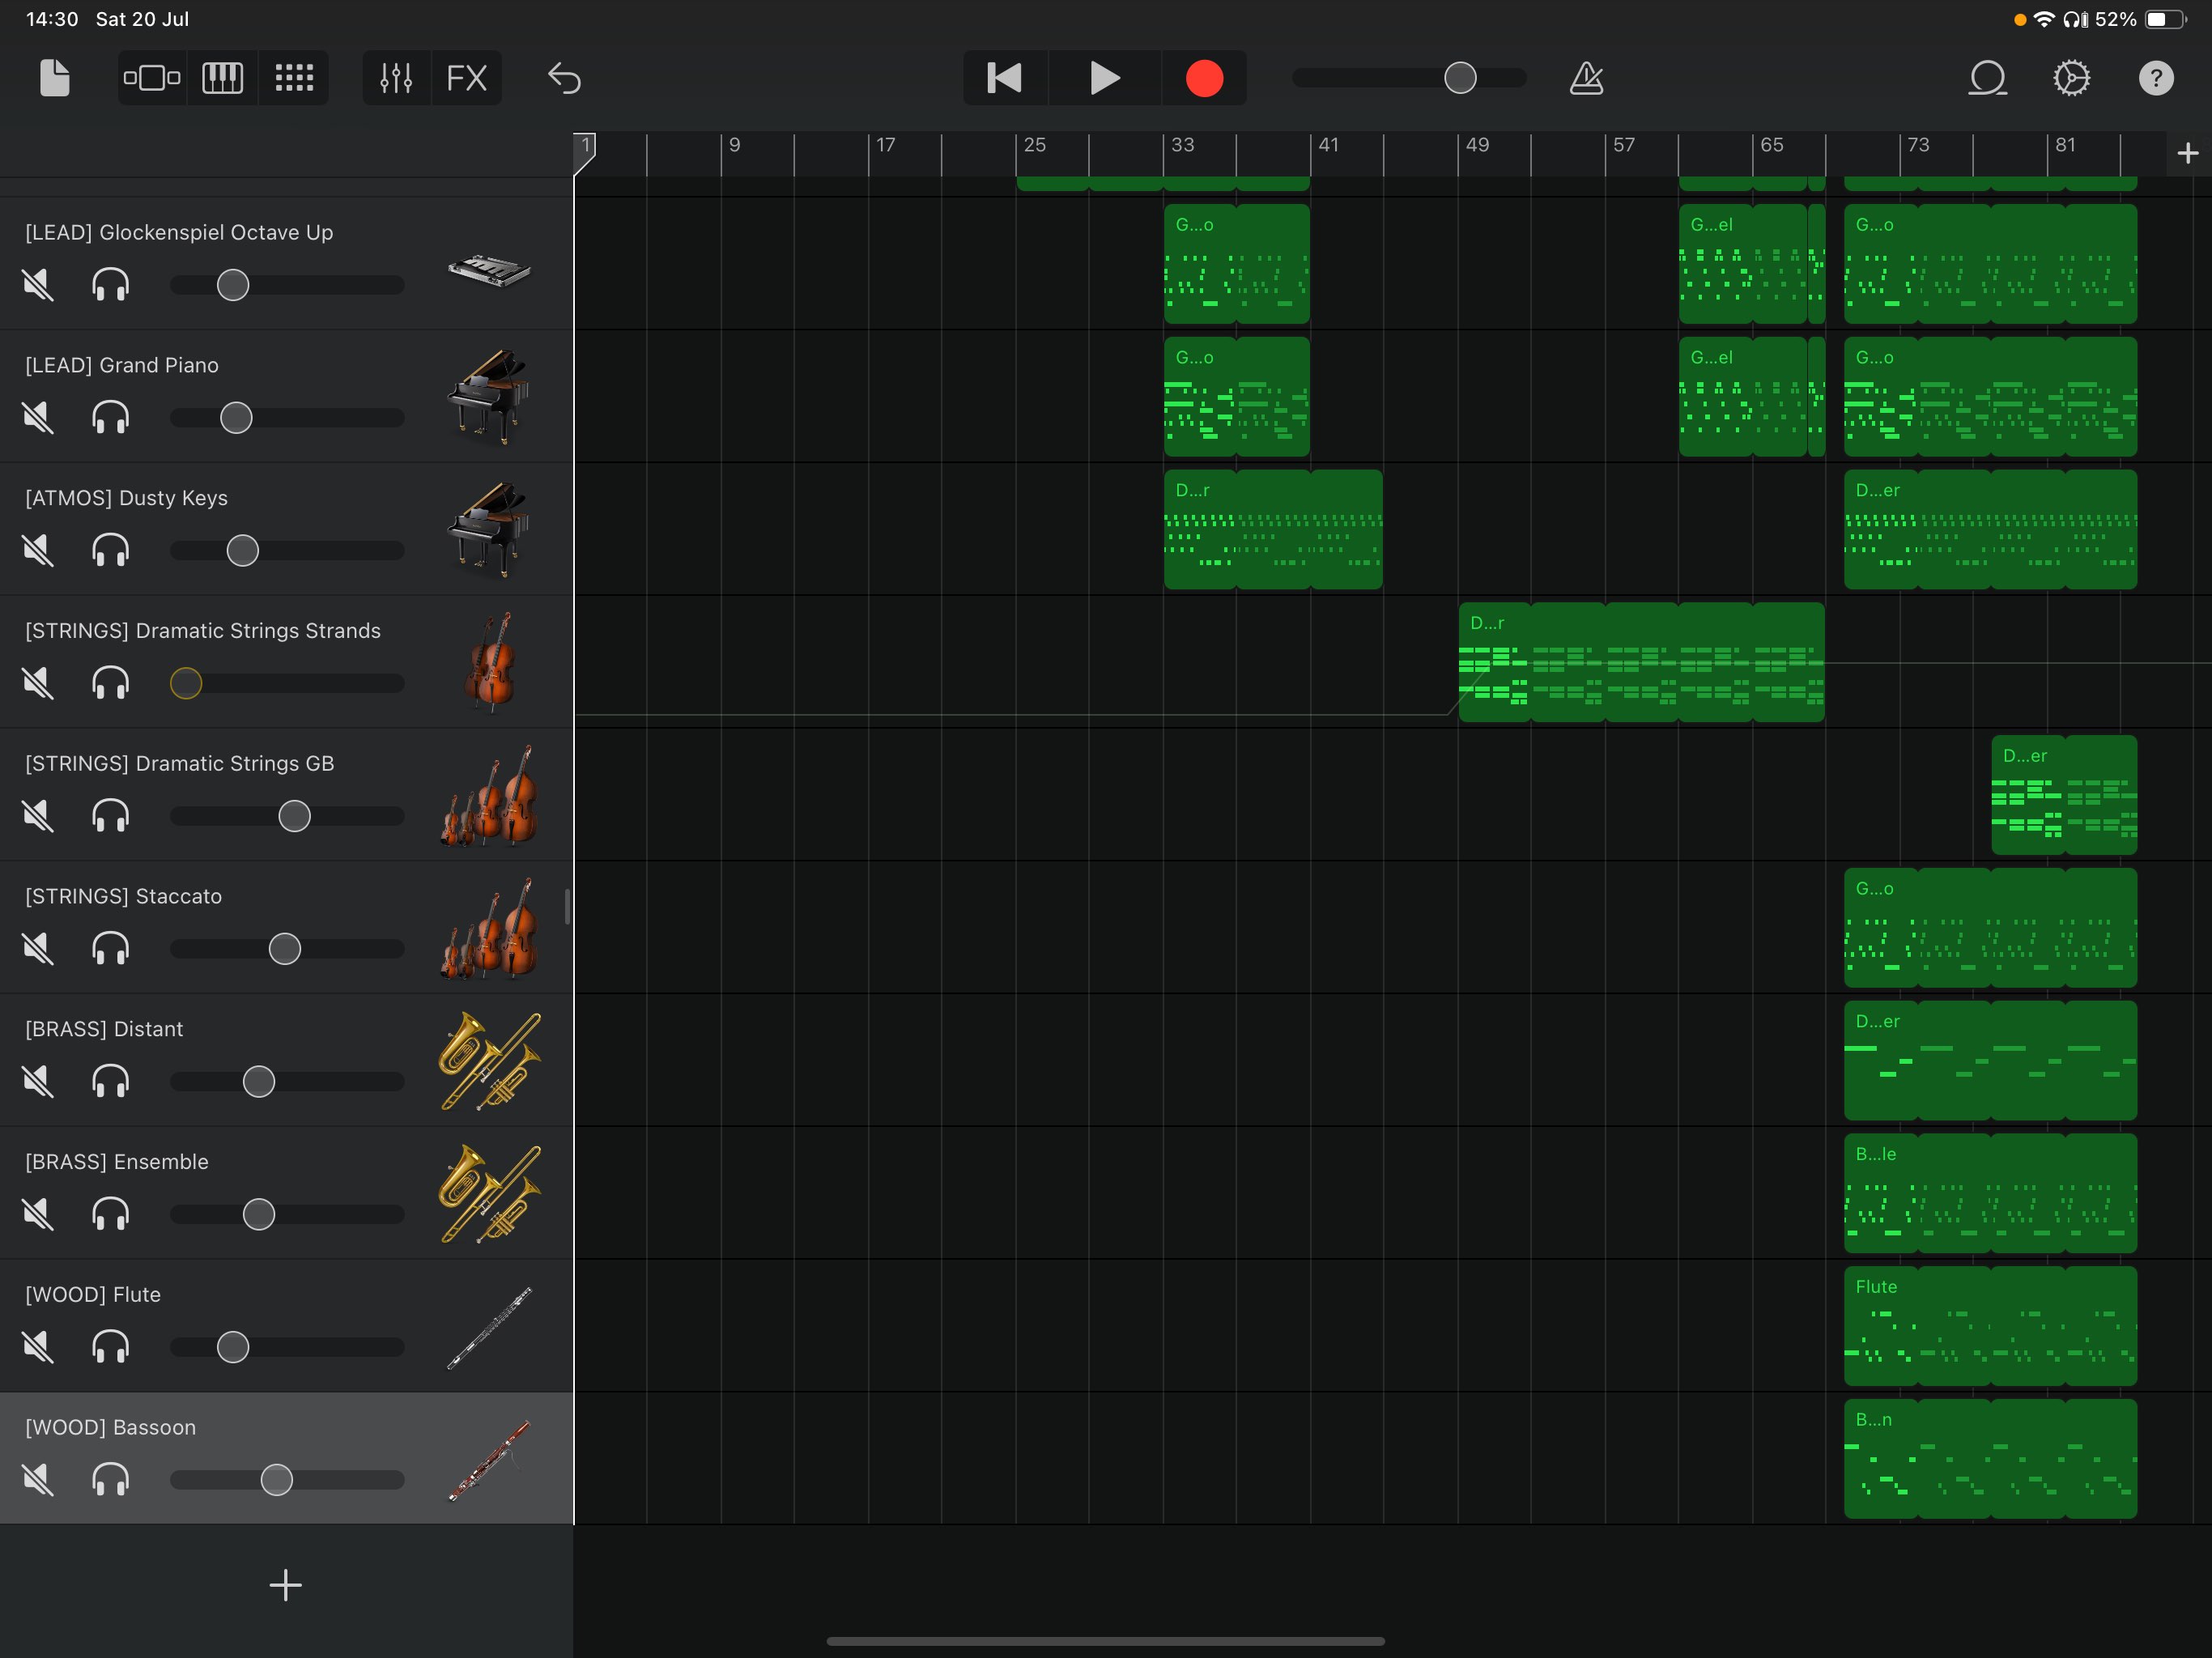 14:30 Sat 20 Jul 52%
FX ?
1 9 17 25 33 41 49 57 65 73 81
[LEAD] Glockenspiel Octave Up
G...o G...el G...o
[LEAD] Grand Piano
G...o G...el G...o
[ATMOS] Dusty Keys
D...r D...er
[STRINGS] Dramatic Strings Strands
D...r
[STRINGS] Dramatic Strings GB
D...er
[STRINGS] Staccato
G...o
[BRASS] Distant
D...er
[BRASS] Ensemble
B...le
[WOOD] Flute
Flute
[WOOD] Bassoon
B...n